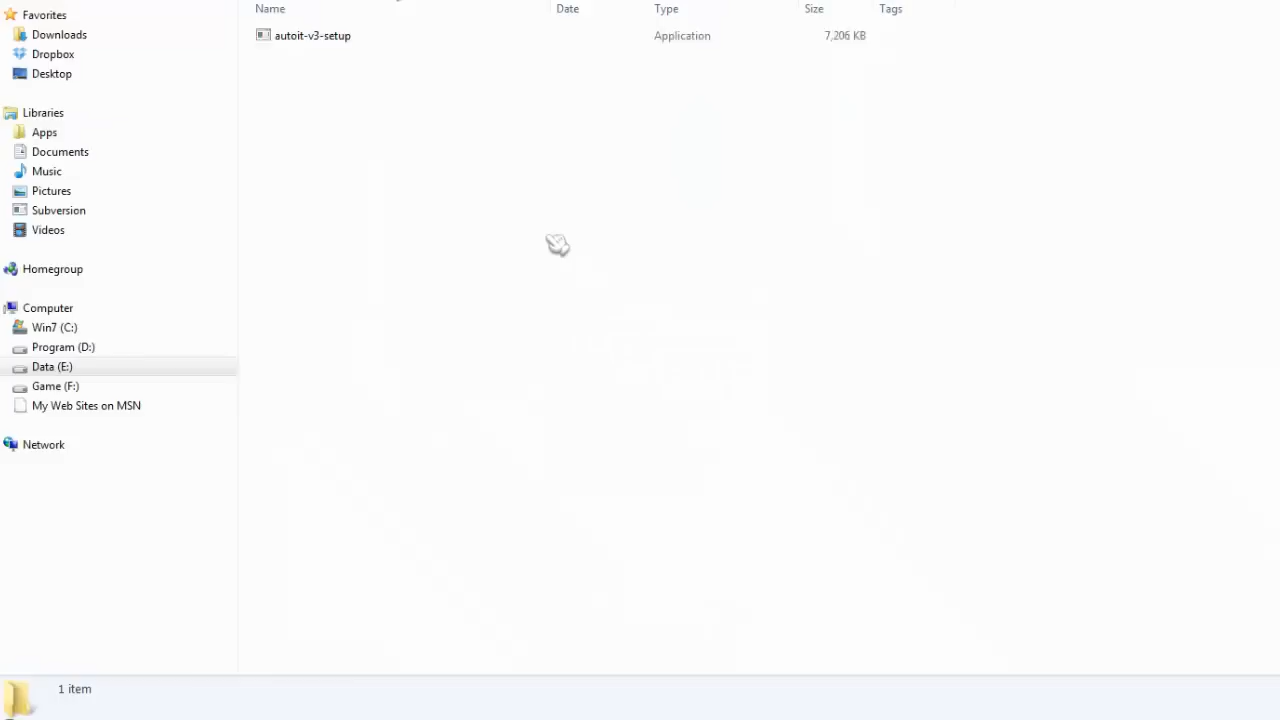 Name Date Type Size Tags
autoit-v3-setup Application 7,206 KB
Favorites
Downloads
Dropbox
Desktop
Libraries
Apps
Documents
Music
Pictures
Subversion
Videos
Homegroup
Computer
Win7 (C:)
Program (D:)
Data (E:)
Game (F:)
My Web Sites on MSN
Network
1 item